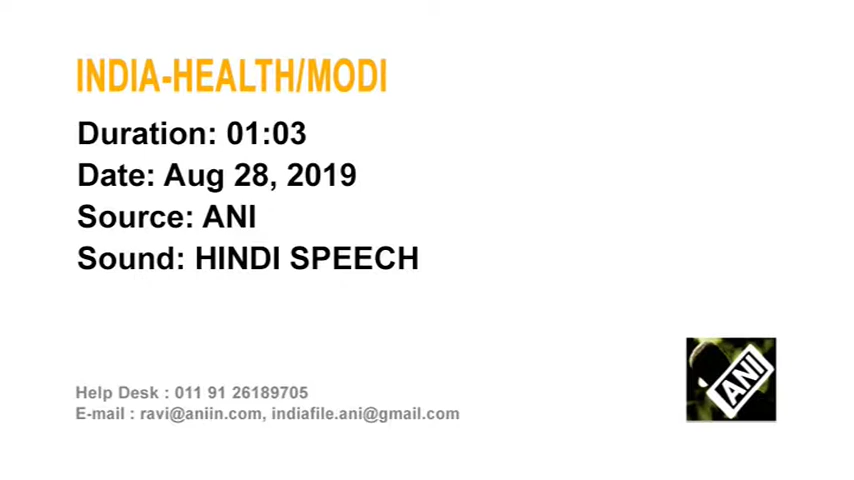 INDIA-HEALTH/MODI
Duration: 01:03
Date: Aug 28, 2019
Source: ANI
Sound: HINDI SPEECH
Help Desk : 011 91 26189705
E-mail : ravi@aniin.com, indiafile.ani@gmail.com
ANI